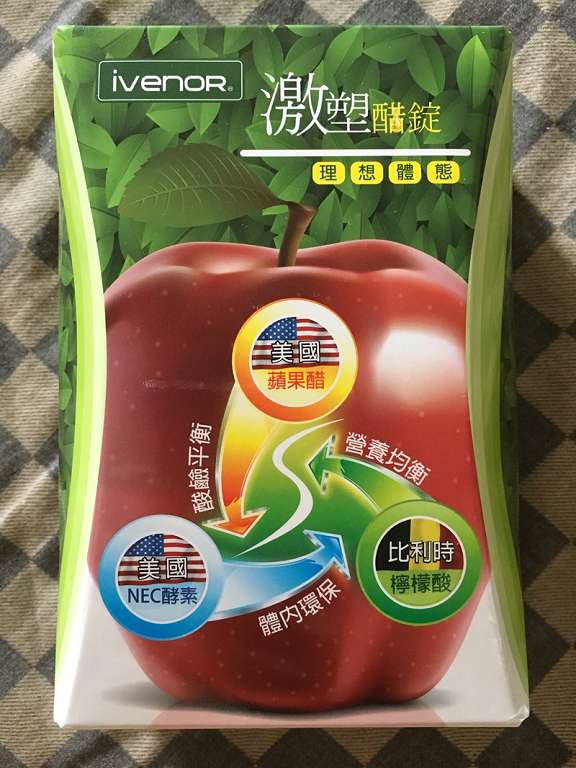 iVENOR®
激塑醋錠
理想體態
美國
蘋果醋
酸鹼平衡
營養均衡
美國
NEC酵素
比利時
檸檬酸
體內環保